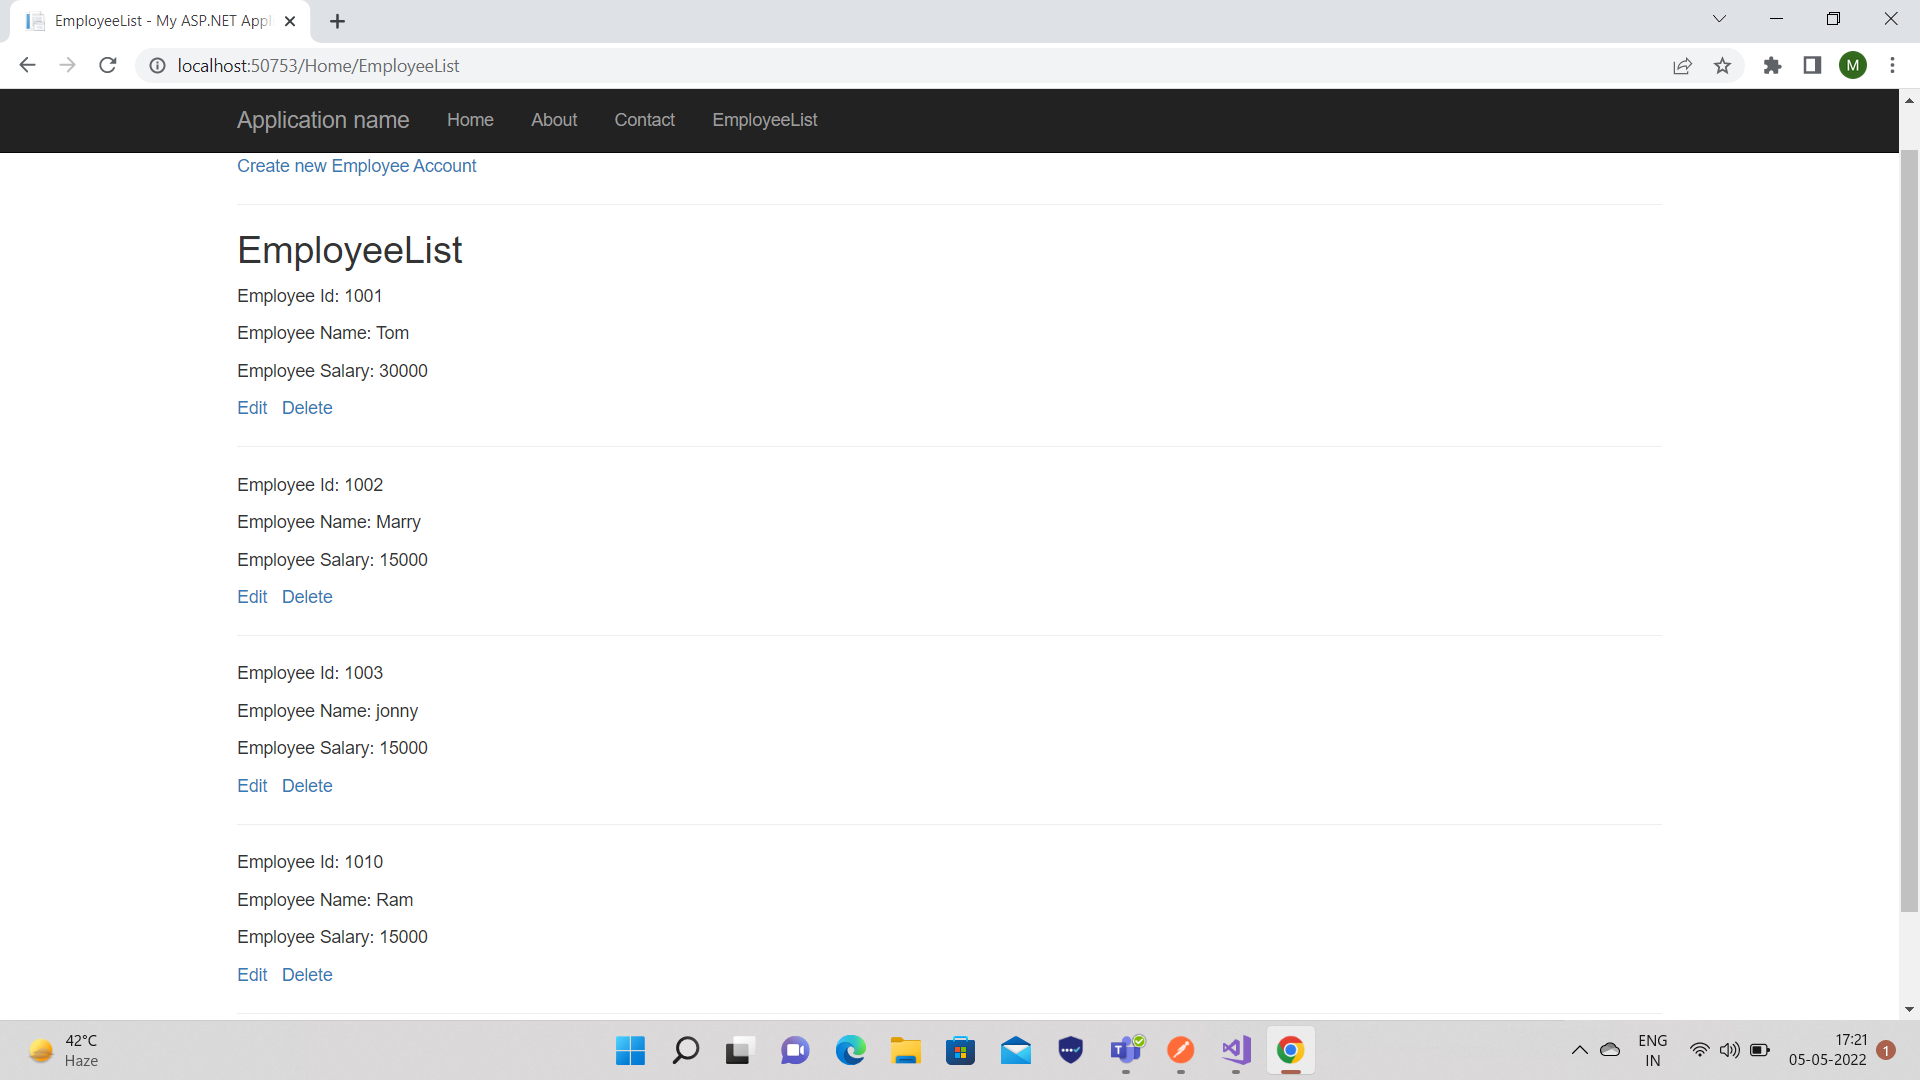 EmployeeList - My ASP.NET Appl
localhost:50753/Home/EmployeeList
M
Application name Home About Contact EmployeeList
Create new Employee Account
EmployeeList
Employee Id: 1001
Employee Name: Tom
Employee Salary: 30000
Edit Delete
Employee Id: 1002
Employee Name: Marry
Employee Salary: 15000
Edit Delete
Employee Id: 1003
Employee Name: jonny
Employee Salary: 15000
Edit Delete
Employee Id: 1010
Employee Name: Ram
Employee Salary: 15000
Edit Delete
42°C
Haze
ENG
IN
17:21
05-05-2022
1